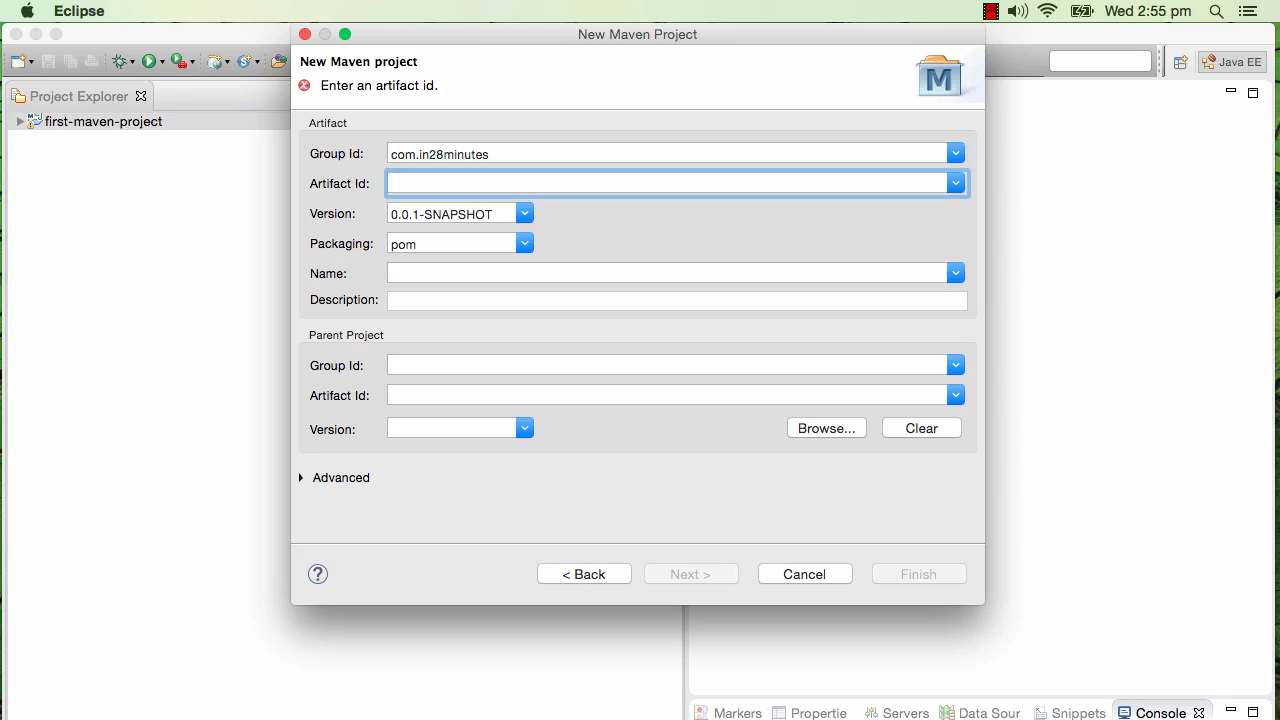 Eclipse
Wed 2:55 pm
New Maven Project
Java EE
New Maven project
Enter an artifact id.
M
Project Explorer
first-maven-project
Artifact
Group Id:
com.in28minutes
Artifact Id:
Version:
0.0.1-SNAPSHOT
Packaging:
pom
Name:
Description:
Parent Project
Group Id:
Artifact Id:
Version:
Browse...
Clear
Advanced
?
< Back
Next >
Cancel
Finish
Markers
Propertie
Servers
Data Sour
Snippets
Console